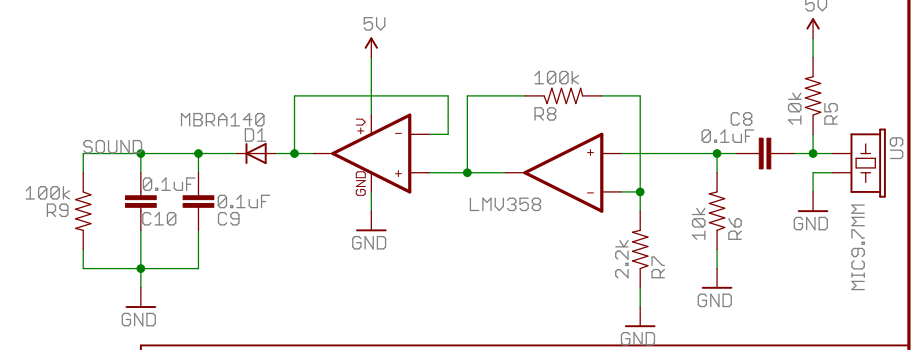 5V
5V
100k
R8
10k
R5
C8
0.1uF
U9
MBRA140
D1
+V
-
+
GND
+
-
SOUND
100k
R9
0.1uF
C10
0.1uF
C9
LMV358
10k
R6
2.2k
R7
MIC9.7MM
GND
GND
GND
GND
GND